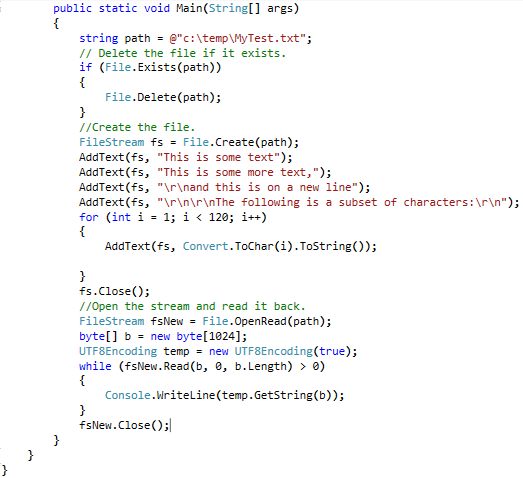 public static void Main(String[] args)
{
string path = @"c:\temp\MyTest.txt";
// Delete the file if it exists.
if (File.Exists(path))
{
File.Delete(path);
}
//Create the file.
FileStream fs = File.Create(path);
AddText(fs, "This is some text");
AddText(fs, "This is some more text,");
AddText(fs, "\r\nand this is on a new line");
AddText(fs, "\r\n\r\nThe following is a subset of characters:\r\n");
for (int i = 1; i < 120; i++)
{
AddText(fs, Convert.ToChar(i).ToString());
}
fs.Close();
//Open the stream and read it back.
FileStream fsNew = File.OpenRead(path);
byte[] b = new byte[1024];
UTF8Encoding temp = new UTF8Encoding(true);
while (fsNew.Read(b, 0, b.Length) > 0)
{
Console.WriteLine(temp.GetString(b));
}
fsNew.Close();
}
}
}